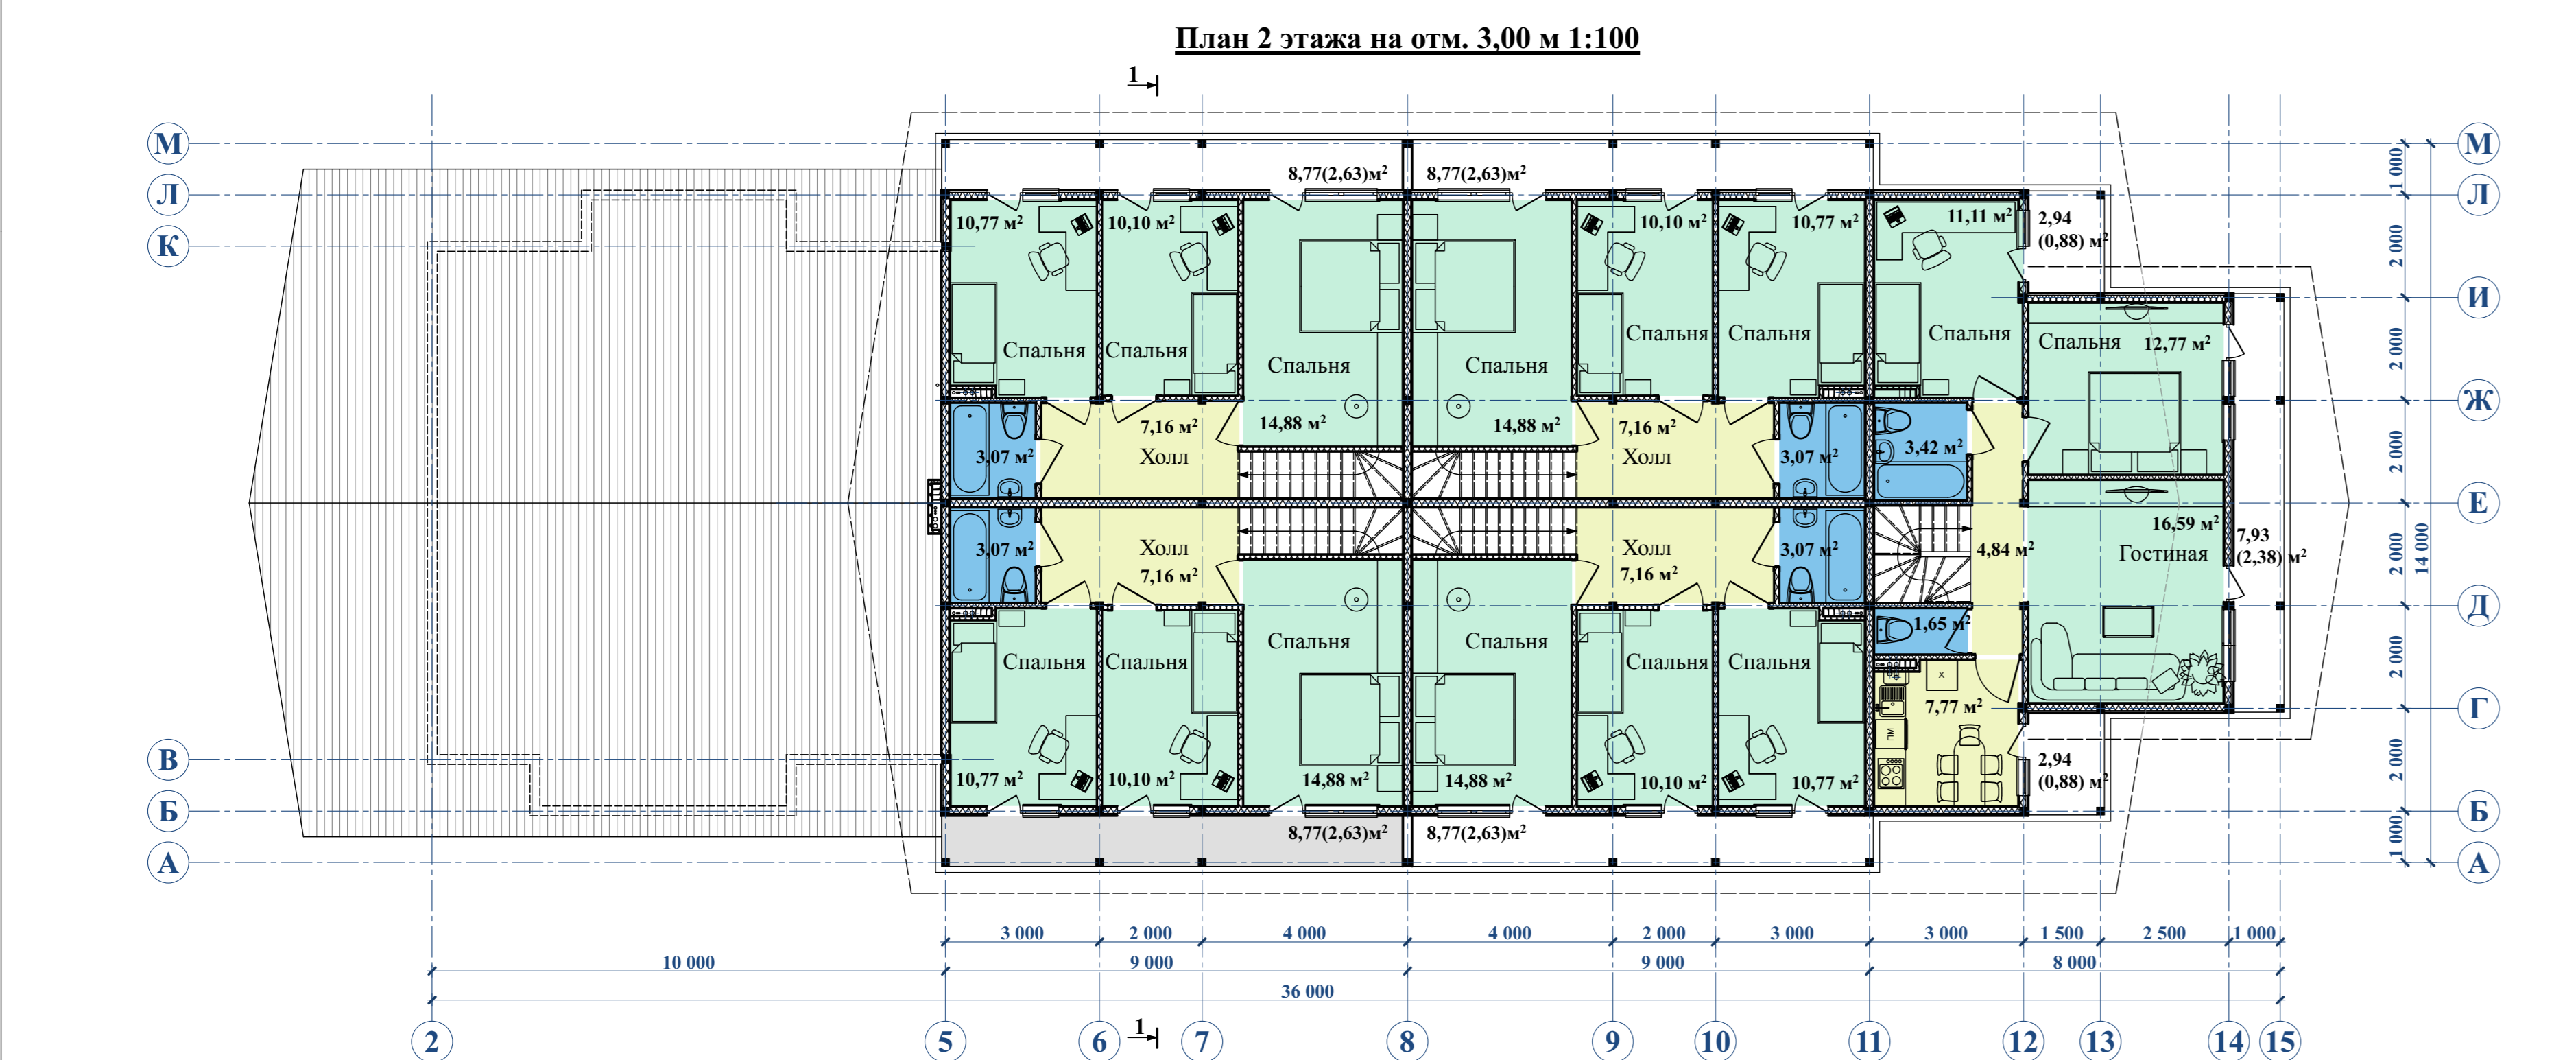 План 2 этажа на отм. 3,00 м 1:100
1
М
М
8,77(2,63)м²
8,77(2,63)м²
1 000
Л
Л
10,77 м²
10,10 м²
10,10 м²
10,77 м²
11,11 м²
2,94
(0,88) м²
К
2 000
И
Спальня
Спальня
Спальня
Спальня
Спальня
Спальня
Спальня
Спальня
12,77 м²
2 000
14,88 м²
14,88 м²
Ж
7,16 м²
7,16 м²
3,07 м²
Холл
Холл
3,07 м²
3,42 м²
2 000
Е
16,59 м²
7,93
(2,38) м²
3,07 м²
Холл
7,16 м²
Холл
7,16 м²
3,07 м²
4,84 м²
Гостиная
2 000
14 000
Д
1,65 м²
Спальня
Спальня
Спальня
Спальня
Спальня
Спальня
Х
2 000
7,77 м²
Г
ПМ
В
2,94
(0,88) м²
2 000
10,77 м²
10,10 м²
14,88 м²
14,88 м²
10,10 м²
10,77 м²
Б
Б
8,77(2,63)м²
8,77(2,63)м²
1 000
А
А
3 000
2 000
4 000
4 000
2 000
3 000
3 000
1 500
2 500
1 000
10 000
9 000
9 000
8 000
36 000
1
2
5
6
7
8
9
10
11
12
13
14
15